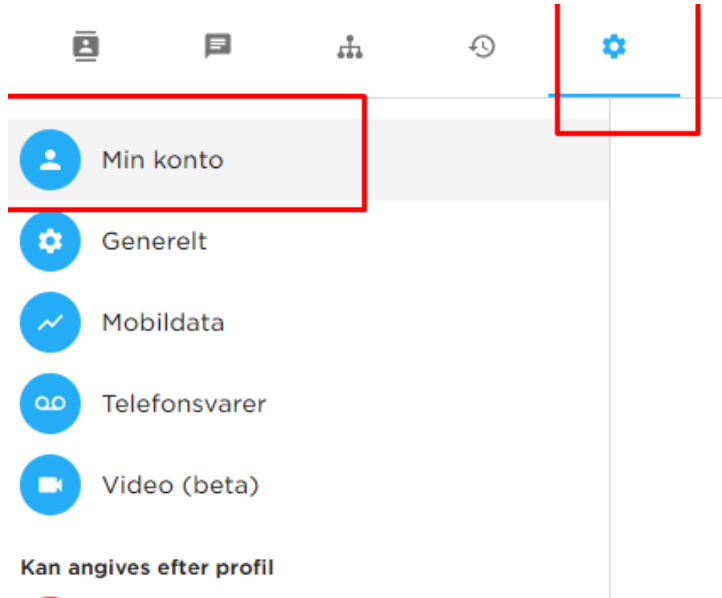 Min konto
Generelt
Mobildata
Telefonsvarer
Video (beta)
Kan angives efter profil